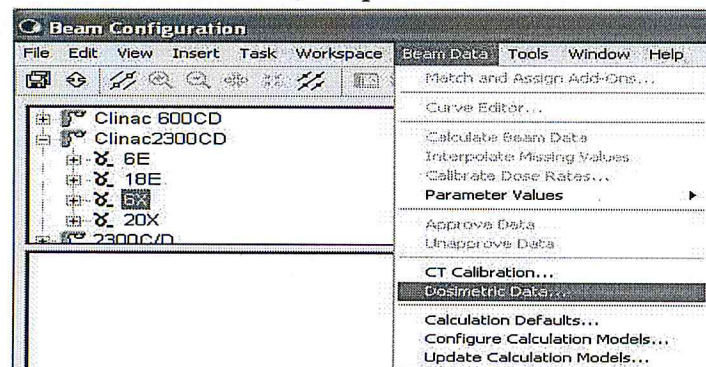 Beam Configuration
File Edit View Insert Task Workspace Beam Data Tools Window Help
Match and Assign Add-Ons...
Curve Editor...
Clinac 600CD
Clinac2300CD
6E
18E
6X
20X
2300C/D
Calculate Beam Data
Interpolate Missing Values
Calibrate Dose Rates...
Parameter Values
Approve Data
Unapprove Data
CT Calibration...
Dosimetric Data...
Calculation Defaults...
Configure Calculation Models...
Update Calculation Models...